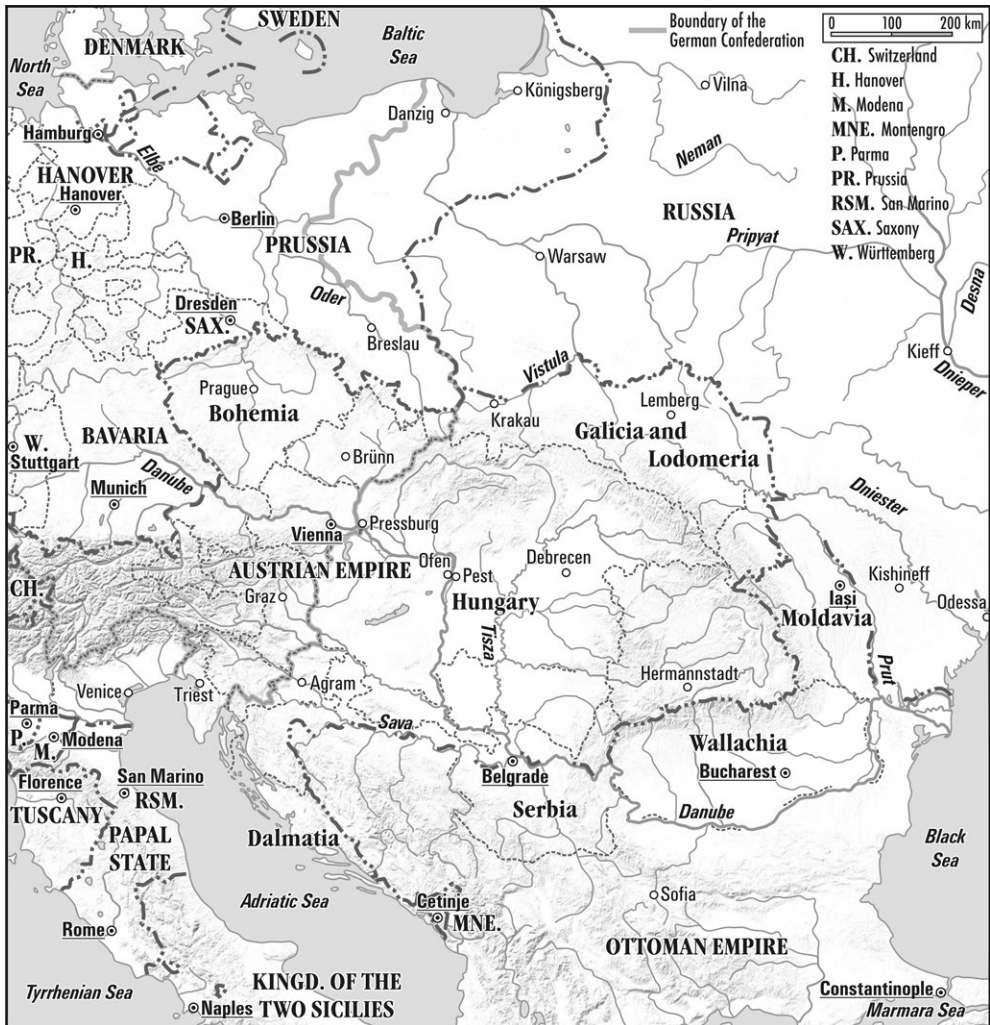 SWEDEN
DENMARK
Baltic
Sea
North
Sea
Boundary of the
German Confederation
0 100 200 km
CH. Switzerland
H. Hanover
M. Modena
MNE. Montengro
P. Parma
PR. Prussia
RSM. San Marino
SAX. Saxony
W. Württemberg
Königsberg
Vilna
Danzig
Hamburg
Elbe
Neman
HANOVER
Hanover
Berlin
RUSSIA
PRUSSIA
Pripyat
PR.
H.
Warsaw
Desna
Oder
Dresden
SAX.
Breslau
Kieff
Dnieper
Vistula
Prague
Bohemia
Krakau
Lemberg
Galicia and
Lodomeria
W.
Stuttgart
BAVARIA
Brünn
Danube
Munich
Dniester
Vienna
Pressburg
Ofen
Pest
Debrecen
AUSTRIAN EMPIRE
CH.
Graz
Hungary
Tisza
Iasi
Moldavia
Kishineff
Odessa
Prut
Hermannstadt
Venice
Triest
Agram
Parma
P.
M.
Modena
Sava
Wallachia
Bucharest
Florence
TUSCANY
San Marino
RSM.
Belgrade
Serbia
Danube
PAPAL
STATE
Dalmatia
Black
Sea
Adriatic Sea
Sofia
Cetinje
MNE.
Rome
OTTOMAN EMPIRE
Tyrrhenian Sea
KINGD. OF THE
TWO SICILIES
Naples
Constantinople
Marmara Sea